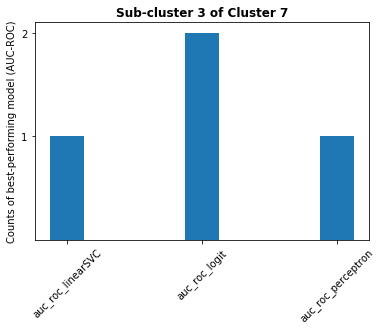 Sub-cluster 3 of Cluster 7
Counts of best-performing model (AUC-ROC)
2
1
auc_roc_linearSVC
auc_roc_logit
auc_roc_perceptron